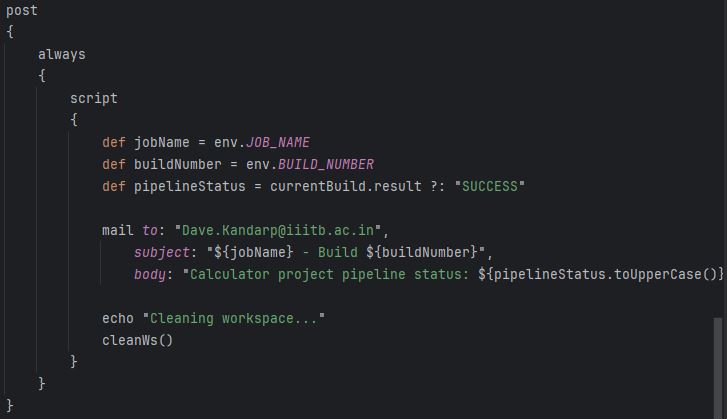 post
{
always
{
script
{
def jobName = env.JOB_NAME
def buildNumber = env.BUILD_NUMBER
def pipelineStatus = currentBuild.result ?: "SUCCESS"
mail to: "Dave.Kandarp@iiitb.ac.in",
subject: "${jobName} - Build ${buildNumber}",
body: "Calculator project pipeline status: ${pipelineStatus.toUpperCase()}
echo "Cleaning workspace..."
cleanWs()
}
}
}